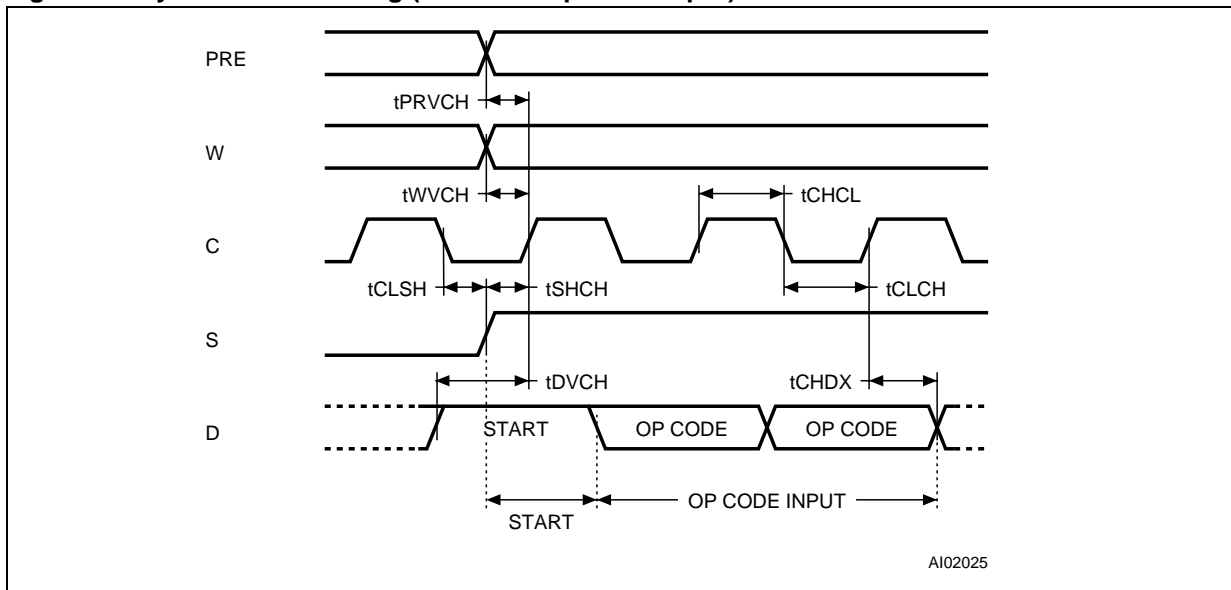 PRE
tPRVCH
W
tWVCH
tCHCL
C
tCLSH
tSHCH
tCLCH
S
tDVCH
tCHDX
D
START
OP CODE
OP CODE
OP CODE INPUT
START
AI02025